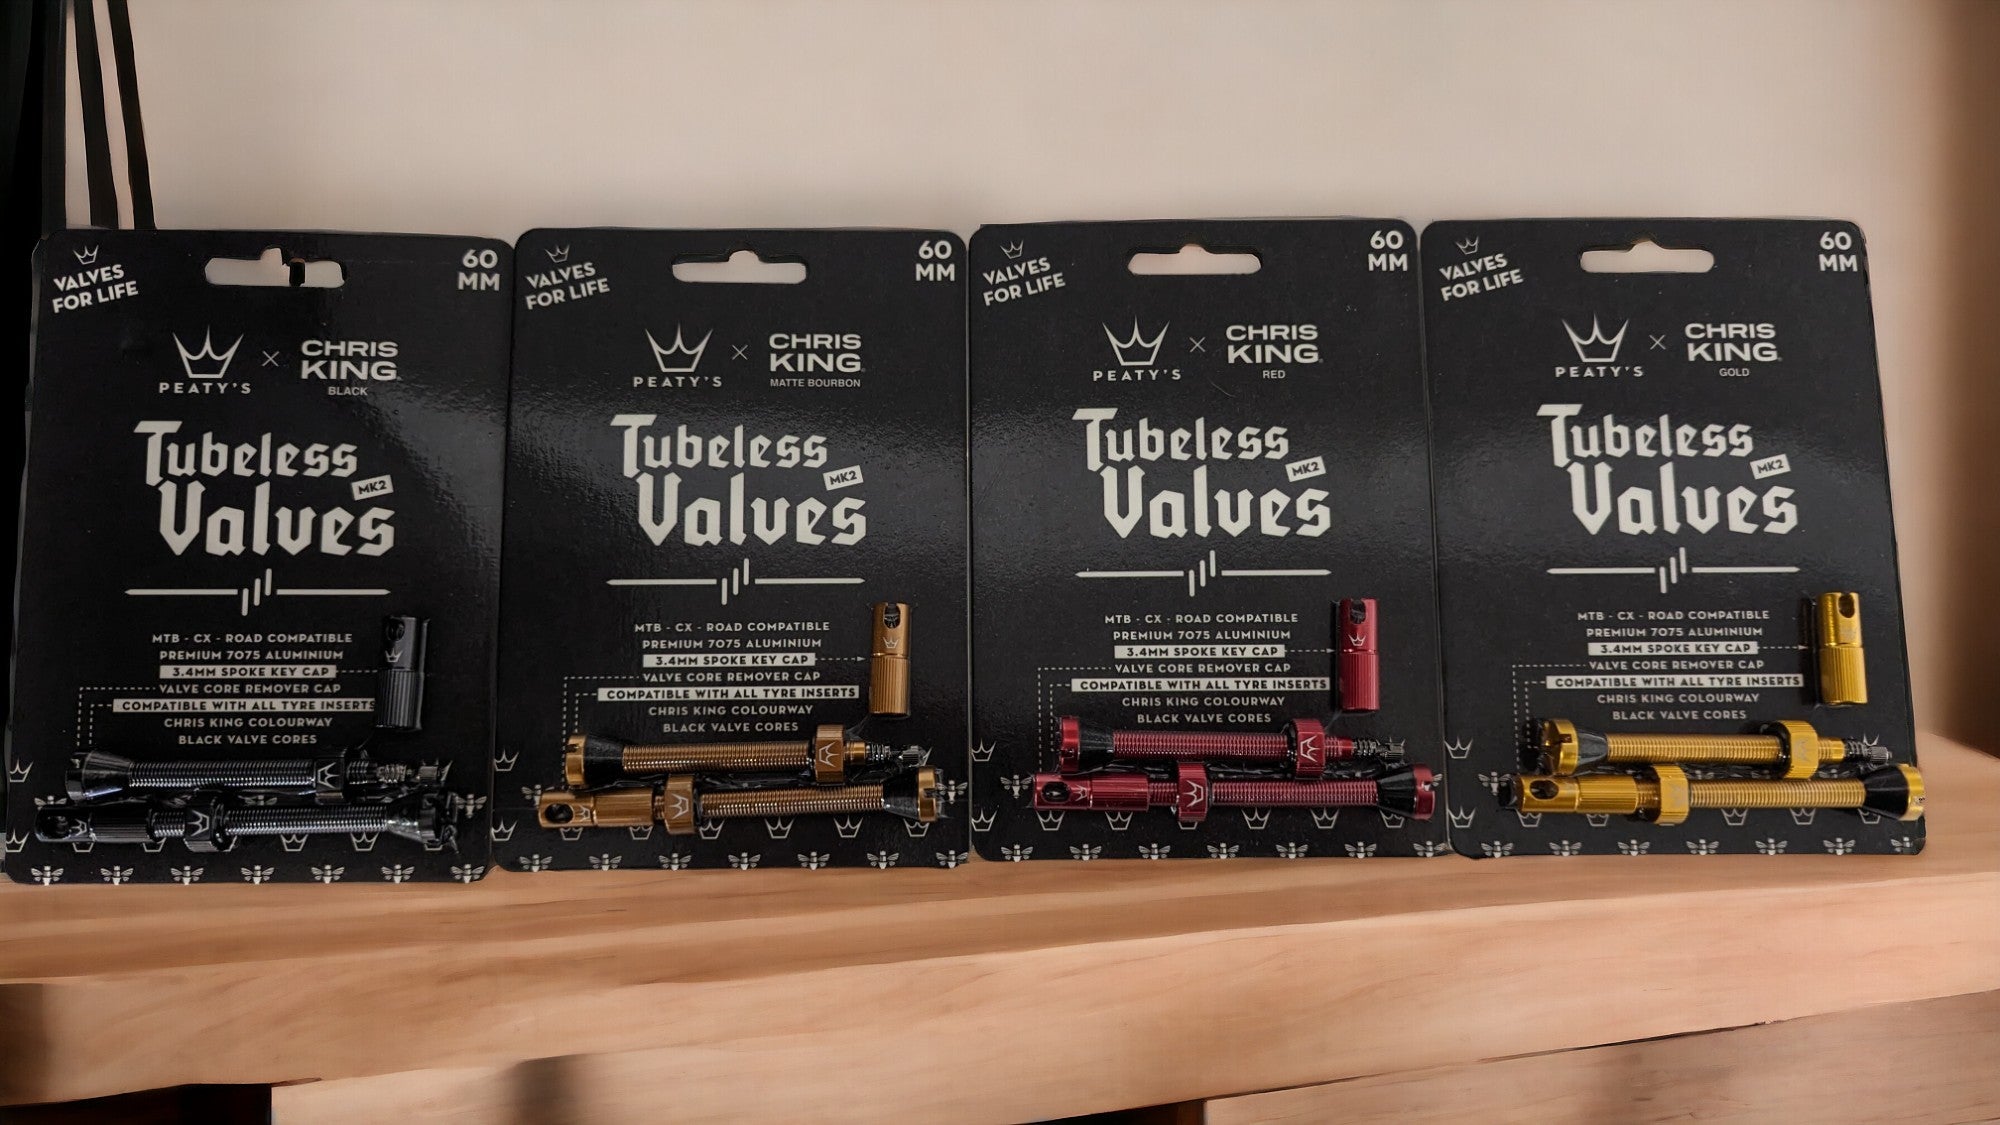 VALVES
FOR LIFE
60
MM
PEATY'S
×
CHRIS
KING
BLACK
Tubeless
MK2
Valves
MTB - CX - ROAD COMPATIBLE
PREMIUM 7075 ALUMINIUM
3.4MM SPOKE KEY CAP
VALVE CORE REMOVER CAP
COMPATIBLE WITH ALL TYRE INSERTS
CHRIS KING COLOURWAY
BLACK VALVE CORES
VALVES
FOR LIFE
60
MM
PEATY'S
×
CHRIS
KING
MATTE BOURBON
Tubeless
MK2
Valves
MTB - CX - ROAD COMPATIBLE
PREMIUM 7075 ALUMINIUM
3.4MM SPOKE KEY CAP
VALVE CORE REMOVER CAP
COMPATIBLE WITH ALL TYRE INSERTS
CHRIS KING COLOURWAY
BLACK VALVE CORES
VALVES
FOR LIFE
60
MM
PEATY'S
×
CHRIS
KING
RED
Tubeless
MK2
Valves
MTB - CX - ROAD COMPATIBLE
PREMIUM 7075 ALUMINIUM
3.4MM SPOKE KEY CAP
VALVE CORE REMOVER CAP
COMPATIBLE WITH ALL TYRE INSERTS
CHRIS KING COLOURWAY
BLACK VALVE CORES
VALVES
FOR LIFE
60
MM
PEATY'S
×
CHRIS
KING
GOLD
Tubeless
MK2
Valves
MTB - CX - ROAD COMPATIBLE
PREMIUM 7075 ALUMINIUM
3.4MM SPOKE KEY CAP
VALVE CORE REMOVER CAP
COMPATIBLE WITH ALL TYRE INSERTS
CHRIS KING COLOURWAY
BLACK VALVE CORES